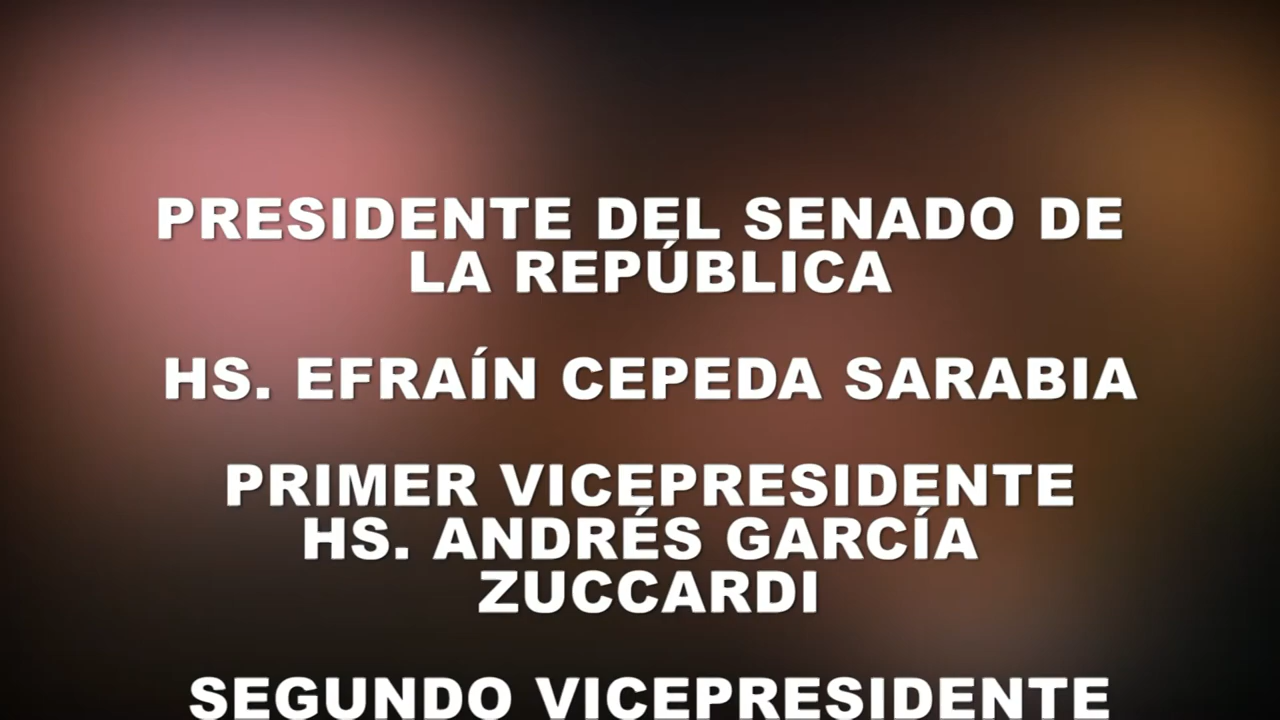 PRESIDENTE DEL SENADO DE
LA REPÚBLICA
HS. EFRAÍN CEPEDA SARABIA
PRIMER VICEPRESIDENTE
HS. ANDRÉS GARCÍA
ZUCCARDI
SEGUNDO VICEPRESIDENTE